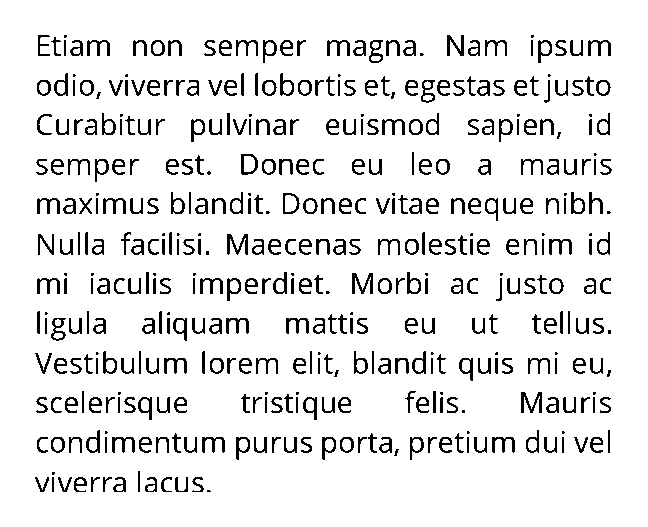 Etiam non semper magna. Nam ipsum
odio, viverra vel lobortis et, egestas et justo
Curabitur pulvinar euismod sapien, id
semper est. Donec eu leo a mauris
maximus blandit. Donec vitae neque nibh.
Nulla facilisi. Maecenas molestie enim id
mi iaculis imperdiet. Morbi ac justo ac
ligula aliquam mattis eu ut tellus.
Vestibulum lorem elit, blandit quis mi eu,
scelerisque tristique felis. Mauris
condimentum purus porta, pretium dui vel
viverra lacus.